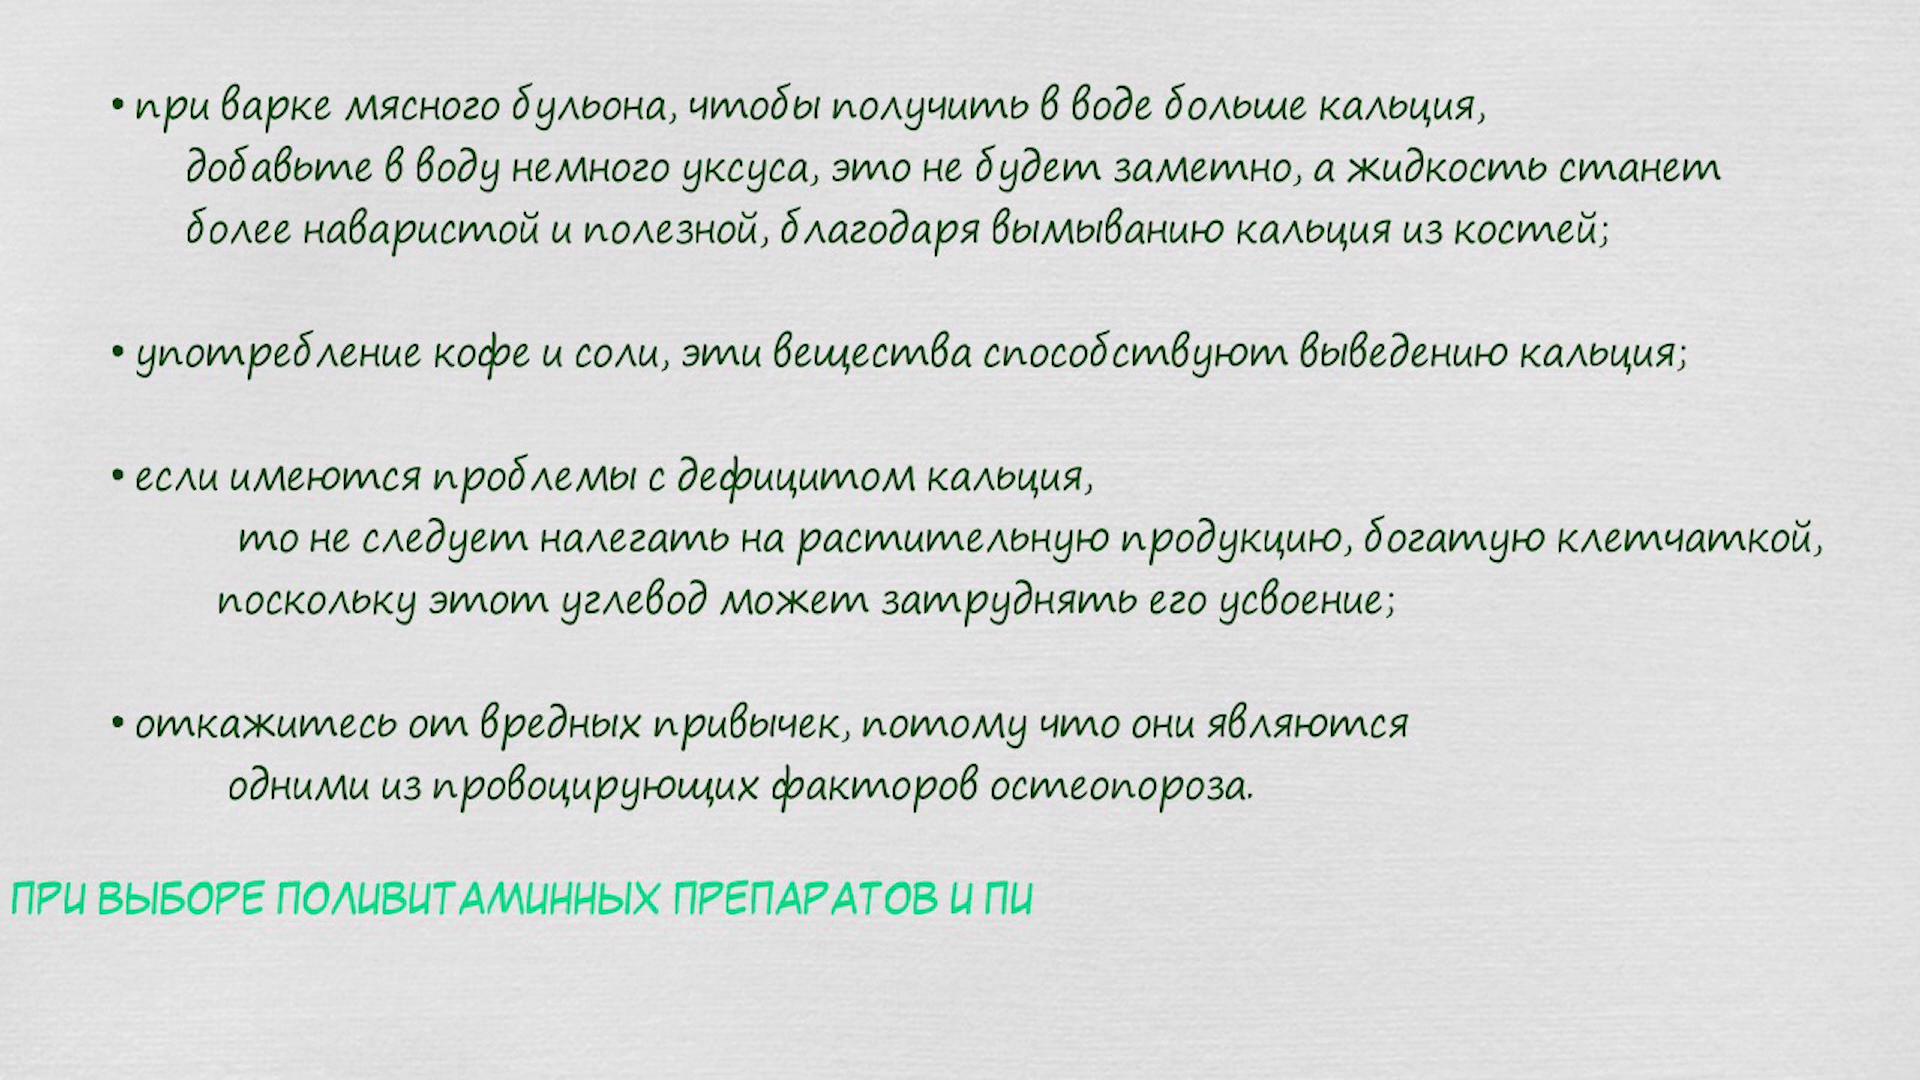 • при варке мясного бульона, чтобы получить в воде больше кальция,
добавьте в воду немного уксуса, это не будет заметно, а жидкость станет
более наваристой и полезной, благодаря вымыванию кальция из костей;
• употребление кофе и соли, эти вещества способствуют выведению кальция;
• если имеются проблемы с дефицитом кальция,
то не следует налегать на растительную продукцию, богатую клетчаткой,
поскольку этот углевод может затруднять его усвоение;
• откажитесь от вредных привычек, потому что они являются
одними из провоцирующих факторов остеопороза.
ПРИ ВЫБОРЕ ПОЛИВИТАМИННЫХ ПРЕПАРАТОВ И ПИ